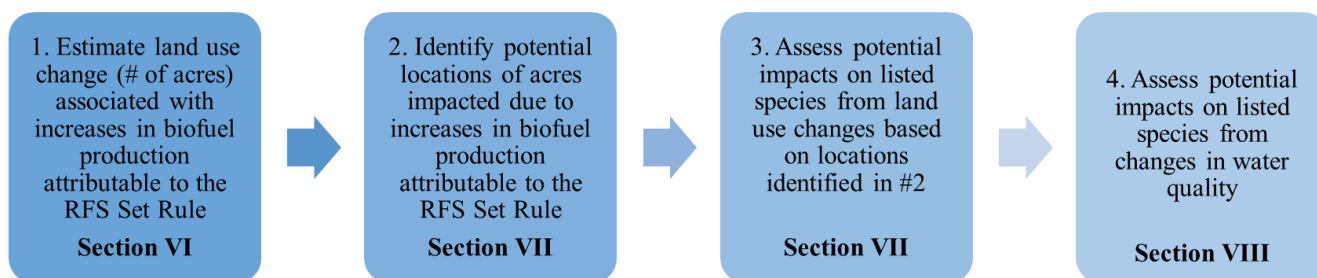 1. Estimate land use
change (# of acres)
associated with
increases in biofuel
production
attributable to the
RFS Set Rule
Section VI
2. Identify potential
locations of acres
impacted due to
increases in biofuel
production
attributable to the
RFS Set Rule
Section VII
3. Assess potential
impacts on listed
species from land
use changes based
on locations
identified in #2
Section VII
4. Assess potential
impacts on listed
species from
changes in water
quality
Section VIII